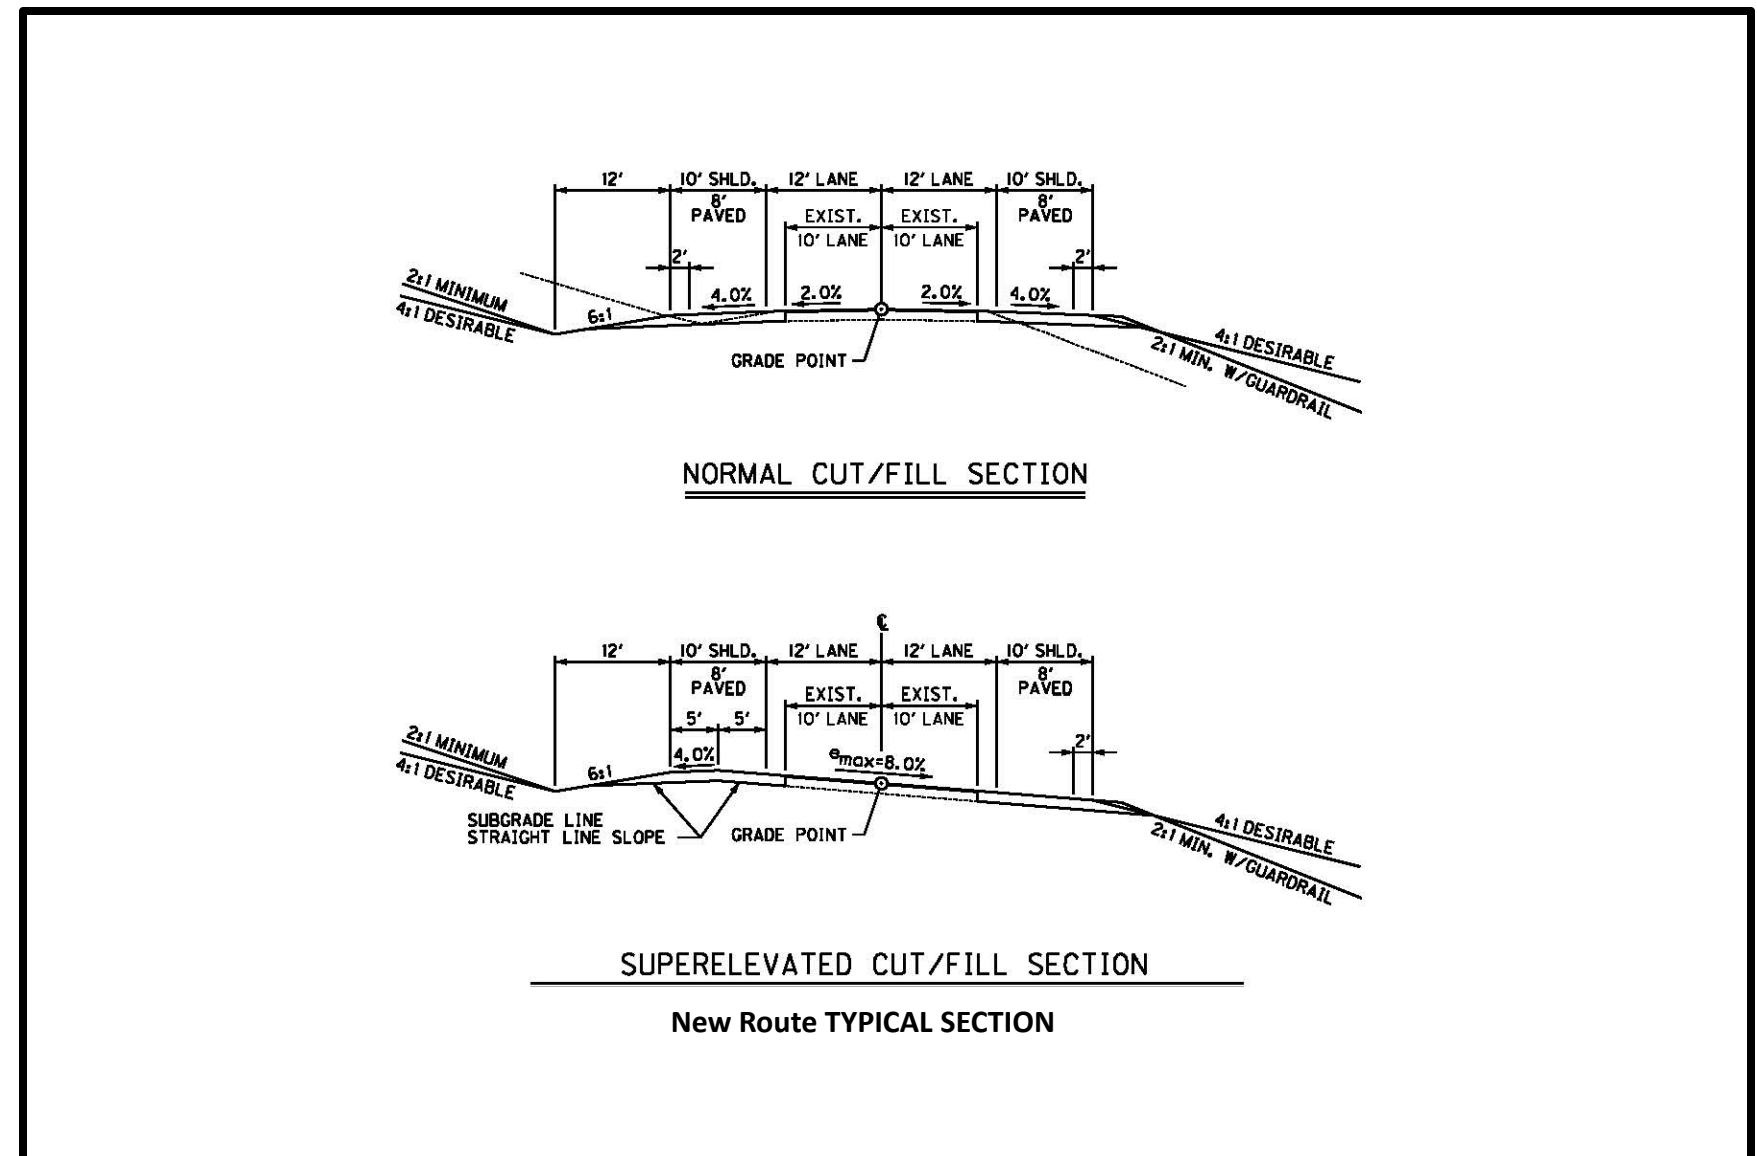 12' 10' SHLD. 12' LANE 12' LANE 10' SHLD.
8' 8'
PAVED EXIST. EXIST. PAVED
10' LANE 10' LANE
2' 2'
2:1 MINIMUM
4:1 DESIRABLE
6:1 4.0% 2.0% 2.0% 4.0%
GRADE POINT
4:1 DESIRABLE
2:1 MIN. W/GUARDRAIL
NORMAL CUT/FILL SECTION
℄
12' 10' SHLD. 12' LANE 12' LANE 10' SHLD.
8' 8'
PAVED EXIST. EXIST. PAVED
5' 5' 10' LANE 10' LANE
2'
2:1 MINIMUM
4:1 DESIRABLE
6:1 4.0% emax=8.0%
SUBGRADE LINE
STRAIGHT LINE SLOPE
GRADE POINT
4:1 DESIRABLE
2:1 MIN. W/GUARDRAIL
SUPERELEVATED CUT/FILL SECTION
New Route TYPICAL SECTION